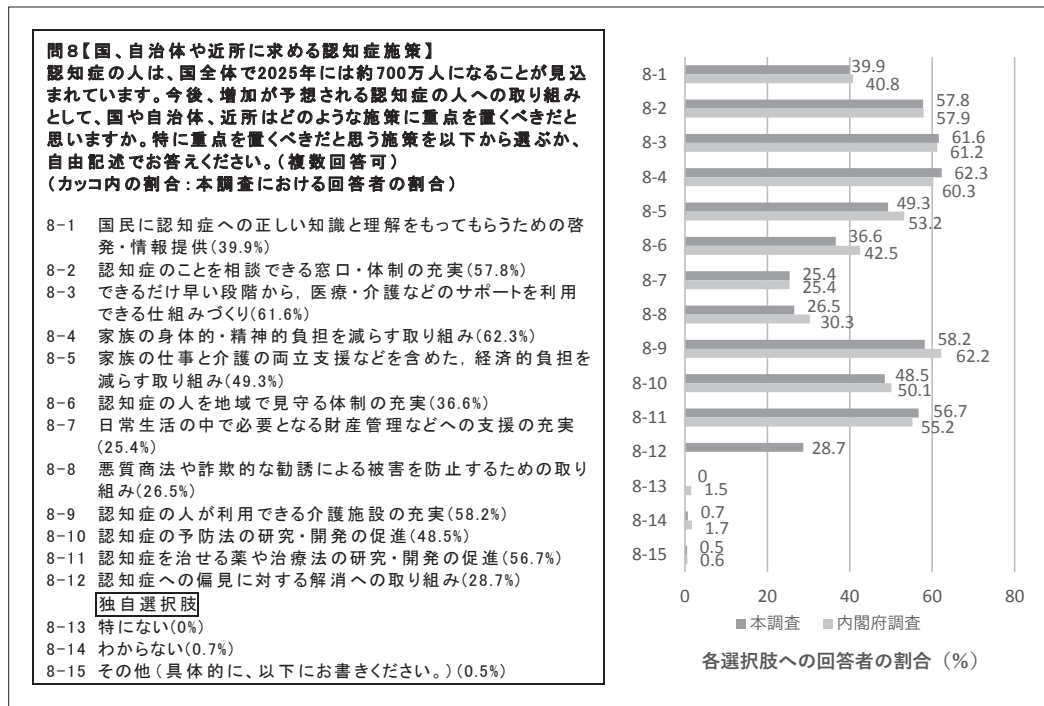 問8【国、自治体や近所に求める認知症施策】
認知症の人は、国全体で2025年には約700万人になることが見込
まれています。今後、増加が予想される認知症の人への取り組み
として、国や自治体、近所はどのような施策に重点を置くべきだと
思いますか。特に重点を置くべきだと思う施策を以下から選ぶか、
自由記述でお答えください。(複数回答可)
(カッコ内の割合:本調査における回答者の割合)
8-1 国民に認知症への正しい知識と理解をもってもらうための啓
発・情報提供(39.9%)
8-2 認知症のことを相談できる窓口・体制の充実(57.8%)
8-3 できるだけ早い段階から,医療・介護などのサポートを利用
できる仕組みづくり(61.6%)
8-4 家族の身体的・精神的負担を減らす取り組み(62.3%)
8-5 家族の仕事と介護の両立支援などを含めた,経済的負担を
減らす取り組み(49.3%)
8-6 認知症の人を地域で見守る体制の充実(36.6%)
8-7 日常生活の中で必要となる財産管理などへの支援の充実
(25.4%)
8-8 悪質商法や詐欺的な勧誘による被害を防止するための取り
組み(26.5%)
8-9 認知症の人が利用できる介護施設の充実(58.2%)
8-10 認知症の予防法の研究・開発の促進(48.5%)
8-11 認知症を治せる薬や治療法の研究・開発の促進(56.7%)
8-12 認知症への偏見に対する解消への取り組み(28.7%)
独自選択肢
8-13 特にない(0%)
8-14 わからない(0.7%)
8-15 その他(具体的に、以下にお書きください。)(0.5%)
8-1 39.9
40.8
8-2 57.8
57.9
8-3 61.6
61.2
8-4 62.3
60.3
8-5 49.3
53.2
8-6 36.6
42.5
8-7 25.4
25.4
8-8 26.5
30.3
8-9 58.2
62.2
8-10 48.5
50.1
8-11 56.7
55.2
8-12 28.7
8-13 0
1.5
8-14 0.7
1.7
8-15 0.5
0.6
0 20 40 60 80
■本調査 ■内閣府調査
各選択肢への回答者の割合(%)